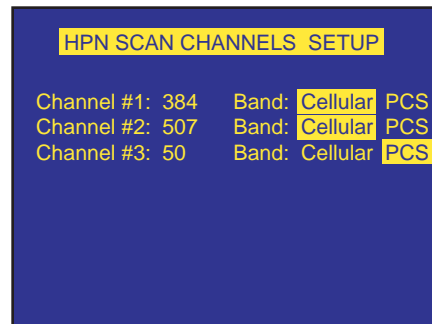 HPN SCAN CHANNELS SETUP
Channel #1: 384 Band: Cellular PCS
Channel #2: 507 Band: Cellular PCS
Channel #3: 50 Band: Cellular PCS